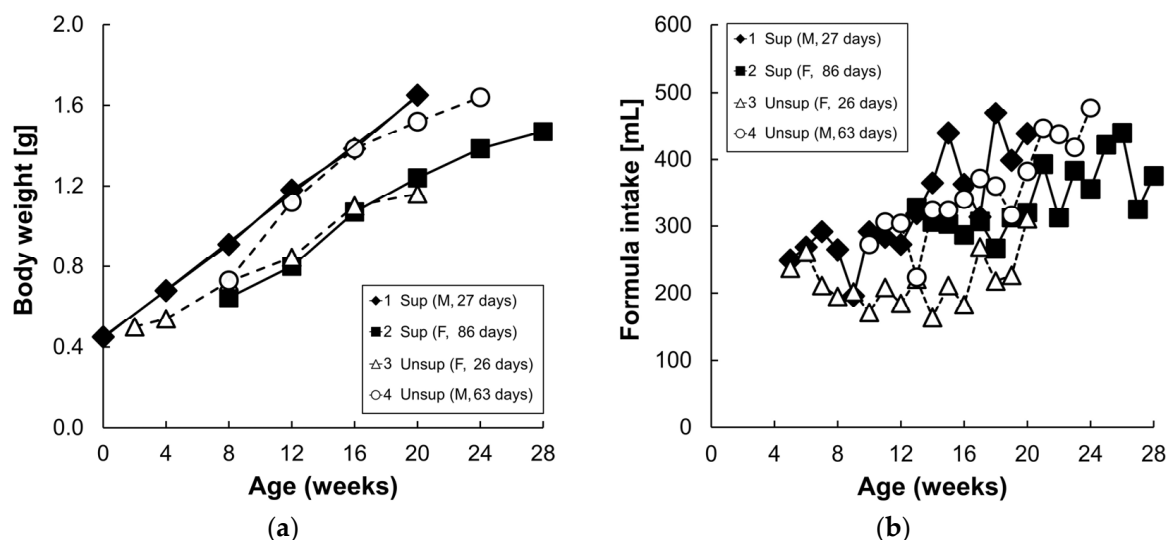 2.0
1.6
1.2
0.8
0.4
0.0
Body weight [g]
1 Sup (M, 27 days)
2 Sup (F, 86 days)
3 Unsup (F, 26 days)
4 Unsup (M, 63 days)
0 4 8 12 16 20 24 28
Age (weeks)
(a)
600
500
400
300
200
100
0
Formula intake [mL]
1 Sup (M, 27 days)
2 Sup (F, 86 days)
3 Unsup (F, 26 days)
4 Unsup (M, 63 days)
0 4 8 12 16 20 24 28
Age (weeks)
(b)